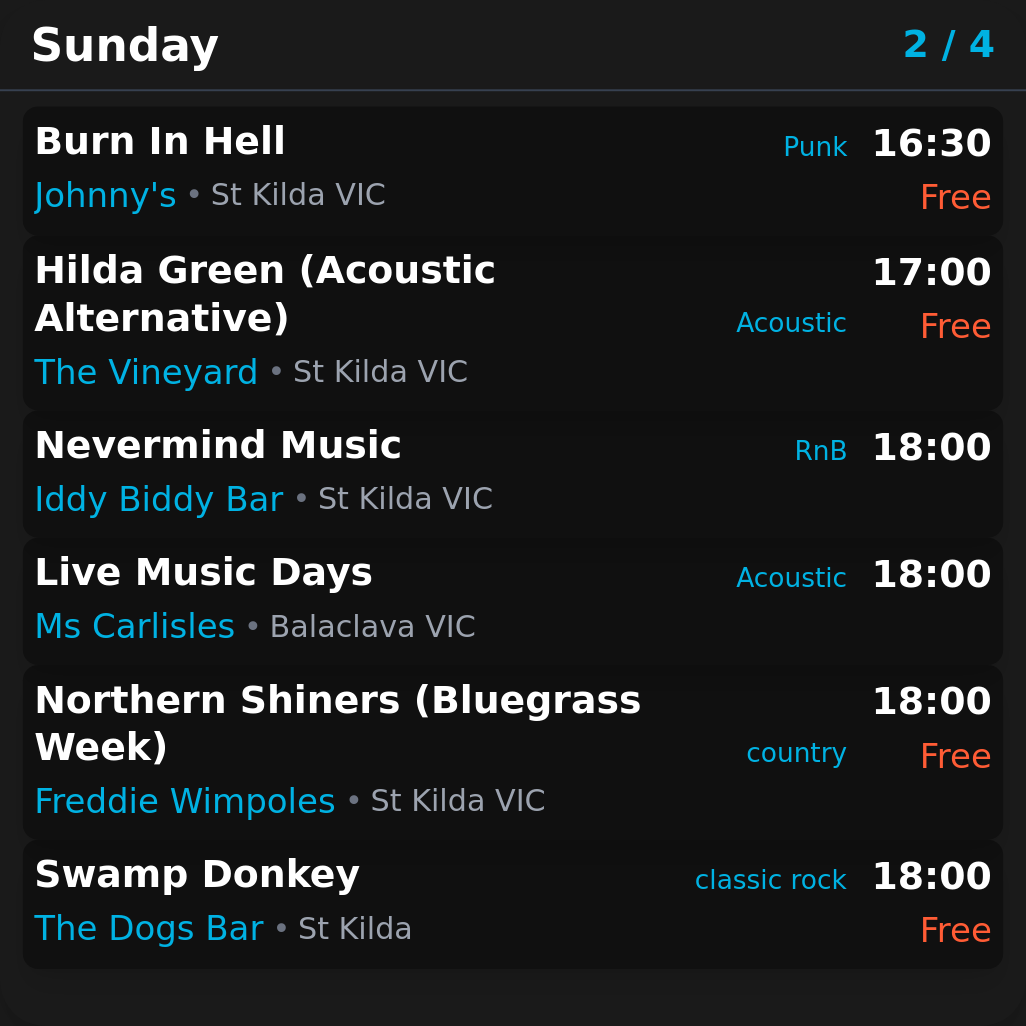 Sunday 2 / 4
Burn In Hell Punk 16:30
Johnny's • St Kilda VIC Free
Hilda Green (Acoustic 17:00
Alternative) Acoustic Free
The Vineyard • St Kilda VIC
Nevermind Music RnB 18:00
Iddy Biddy Bar • St Kilda VIC
Live Music Days Acoustic 18:00
Ms Carlisles • Balaclava VIC
Northern Shiners (Bluegrass 18:00
Week) country Free
Freddie Wimpoles • St Kilda VIC
Swamp Donkey classic rock 18:00
The Dogs Bar • St Kilda Free